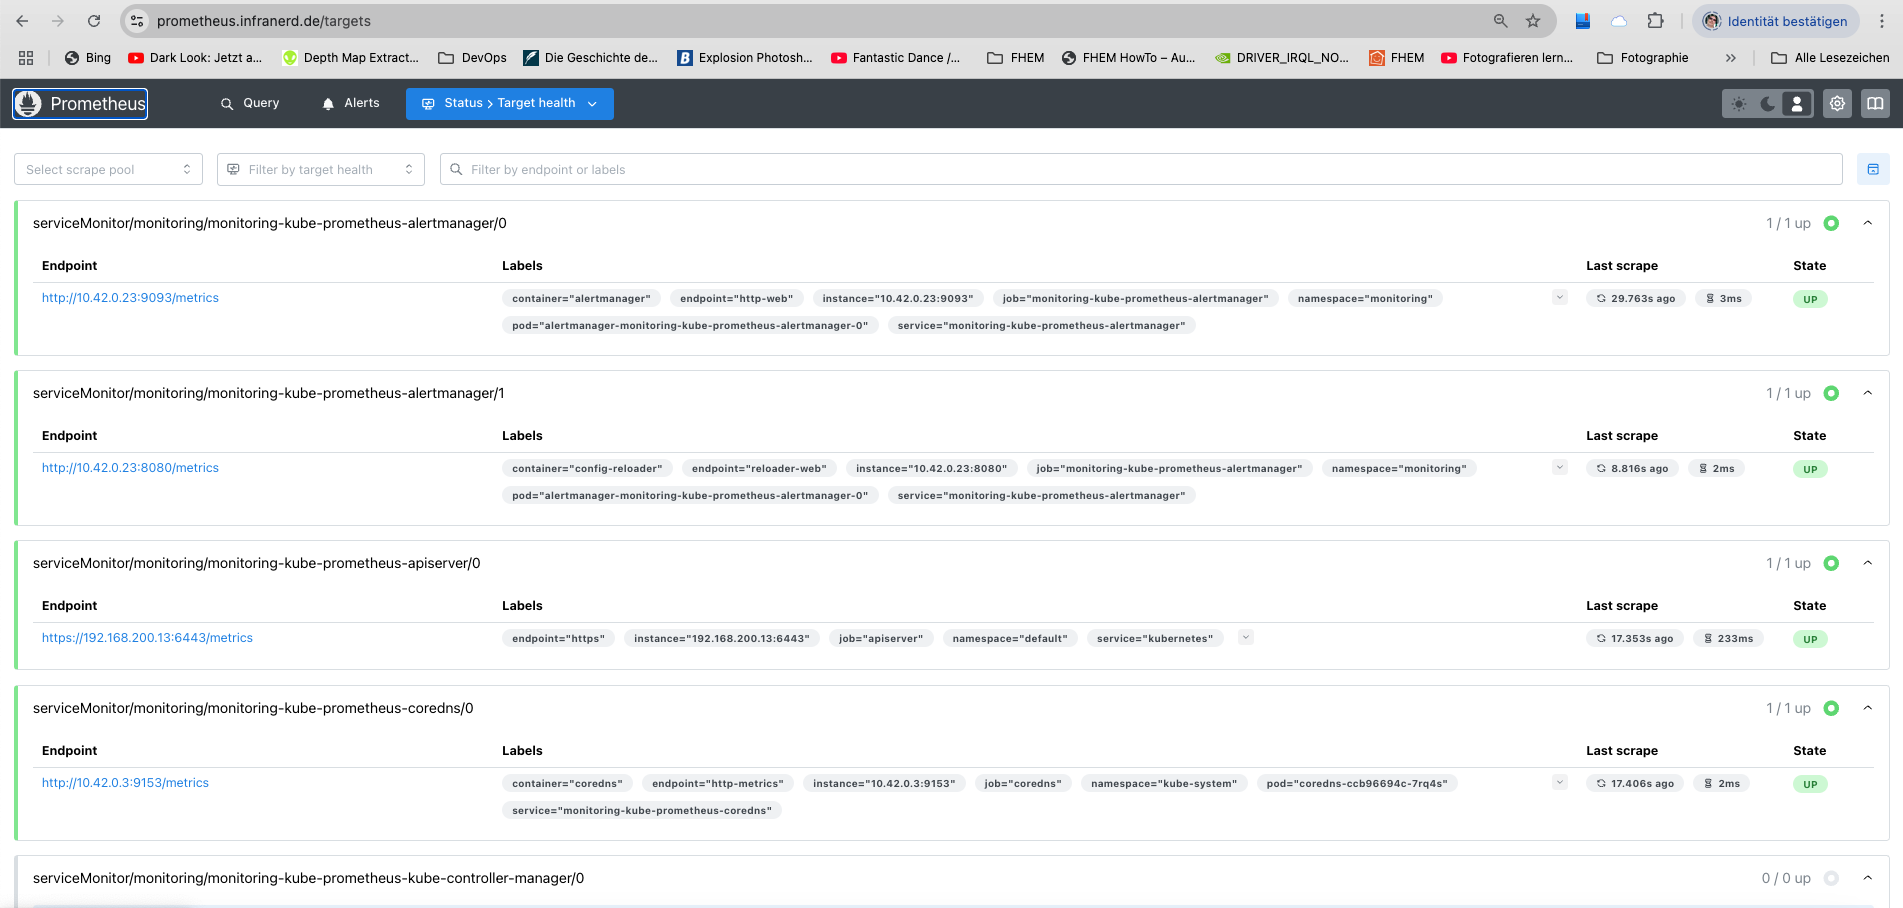 prometheus.infranerd.de/targets
Identität bestätigen
Bing
Dark Look: Jetzt a...
Depth Map Extract...
DevOps
Die Geschichte de...
Explosion Photosh...
Fantastic Dance /...
FHEM
FHEM HowTo – Au...
DRIVER_IRQL_NO...
FHEM
Fotografieren lern...
Fotographie
»
Alle Lesezeichen
Prometheus
Query
Alerts
Status > Target health
Select scrape pool
Filter by target health
Filter by endpoint or labels
serviceMonitor/monitoring/monitoring-kube-prometheus-alertmanager/0
1 / 1 up
Endpoint Labels Last scrape State
http://10.42.0.23:9093/metrics container="alertmanager" endpoint="http-web" instance="10.42.0.23:9093" job="monitoring-kube-prometheus-alertmanager" namespace="monitoring" 29.763s ago 3ms UP
pod="alertmanager-monitoring-kube-prometheus-alertmanager-0" service="monitoring-kube-prometheus-alertmanager"
serviceMonitor/monitoring/monitoring-kube-prometheus-alertmanager/1
1 / 1 up
Endpoint Labels Last scrape State
http://10.42.0.23:8080/metrics container="config-reloader" endpoint="reloader-web" instance="10.42.0.23:8080" job="monitoring-kube-prometheus-alertmanager" namespace="monitoring" 8.816s ago 2ms UP
pod="alertmanager-monitoring-kube-prometheus-alertmanager-0" service="monitoring-kube-prometheus-alertmanager"
serviceMonitor/monitoring/monitoring-kube-prometheus-apiserver/0
1 / 1 up
Endpoint Labels Last scrape State
https://192.168.200.13:6443/metrics endpoint="https" instance="192.168.200.13:6443" job="apiserver" namespace="default" service="kubernetes" 17.353s ago 233ms UP
serviceMonitor/monitoring/monitoring-kube-prometheus-coredns/0
1 / 1 up
Endpoint Labels Last scrape State
http://10.42.0.3:9153/metrics container="coredns" endpoint="http-metrics" instance="10.42.0.3:9153" job="coredns" namespace="kube-system" pod="coredns-ccb96694c-7rq4s" 17.406s ago 2ms UP
service="monitoring-kube-prometheus-coredns"
serviceMonitor/monitoring/monitoring-kube-prometheus-kube-controller-manager/0
0 / 0 up